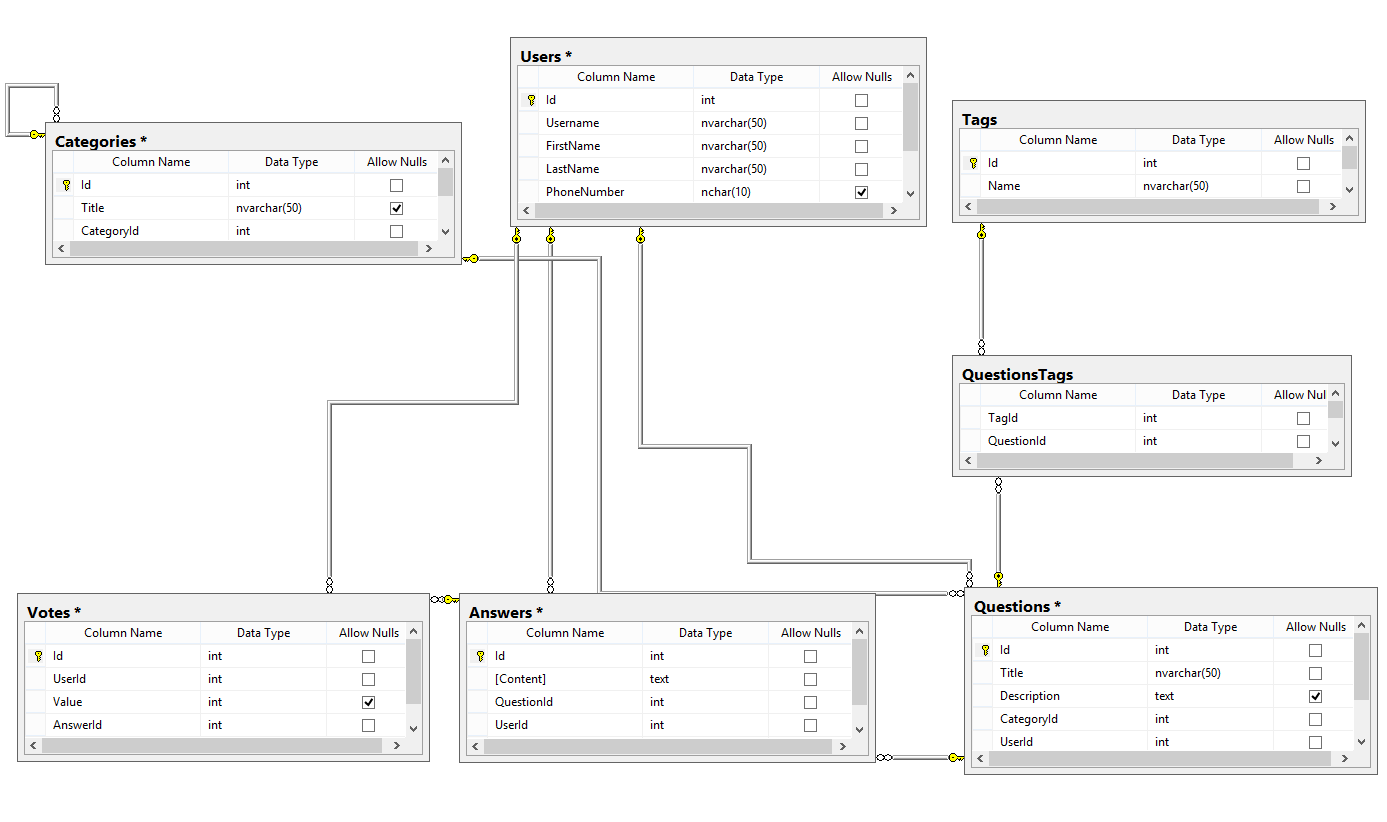 Users *
Column Name Data Type Allow Nulls
Id int
Username nvarchar(50)
FirstName nvarchar(50)
LastName nvarchar(50)
PhoneNumber nchar(10)
Tags
Column Name Data Type Allow Nulls
Id int
Name nvarchar(50)
Categories *
Column Name Data Type Allow Nulls
Id int
Title nvarchar(50)
CategoryId int
QuestionsTags
Column Name Data Type Allow Nul
TagId int
QuestionId int
Votes *
Column Name Data Type Allow Nulls
Id int
UserId int
Value int
AnswerId int
Answers *
Column Name Data Type Allow Nulls
Id int
[Content] text
QuestionId int
UserId int
Questions *
Column Name Data Type Allow Nulls
Id int
Title nvarchar(50)
Description text
CategoryId int
UserId int